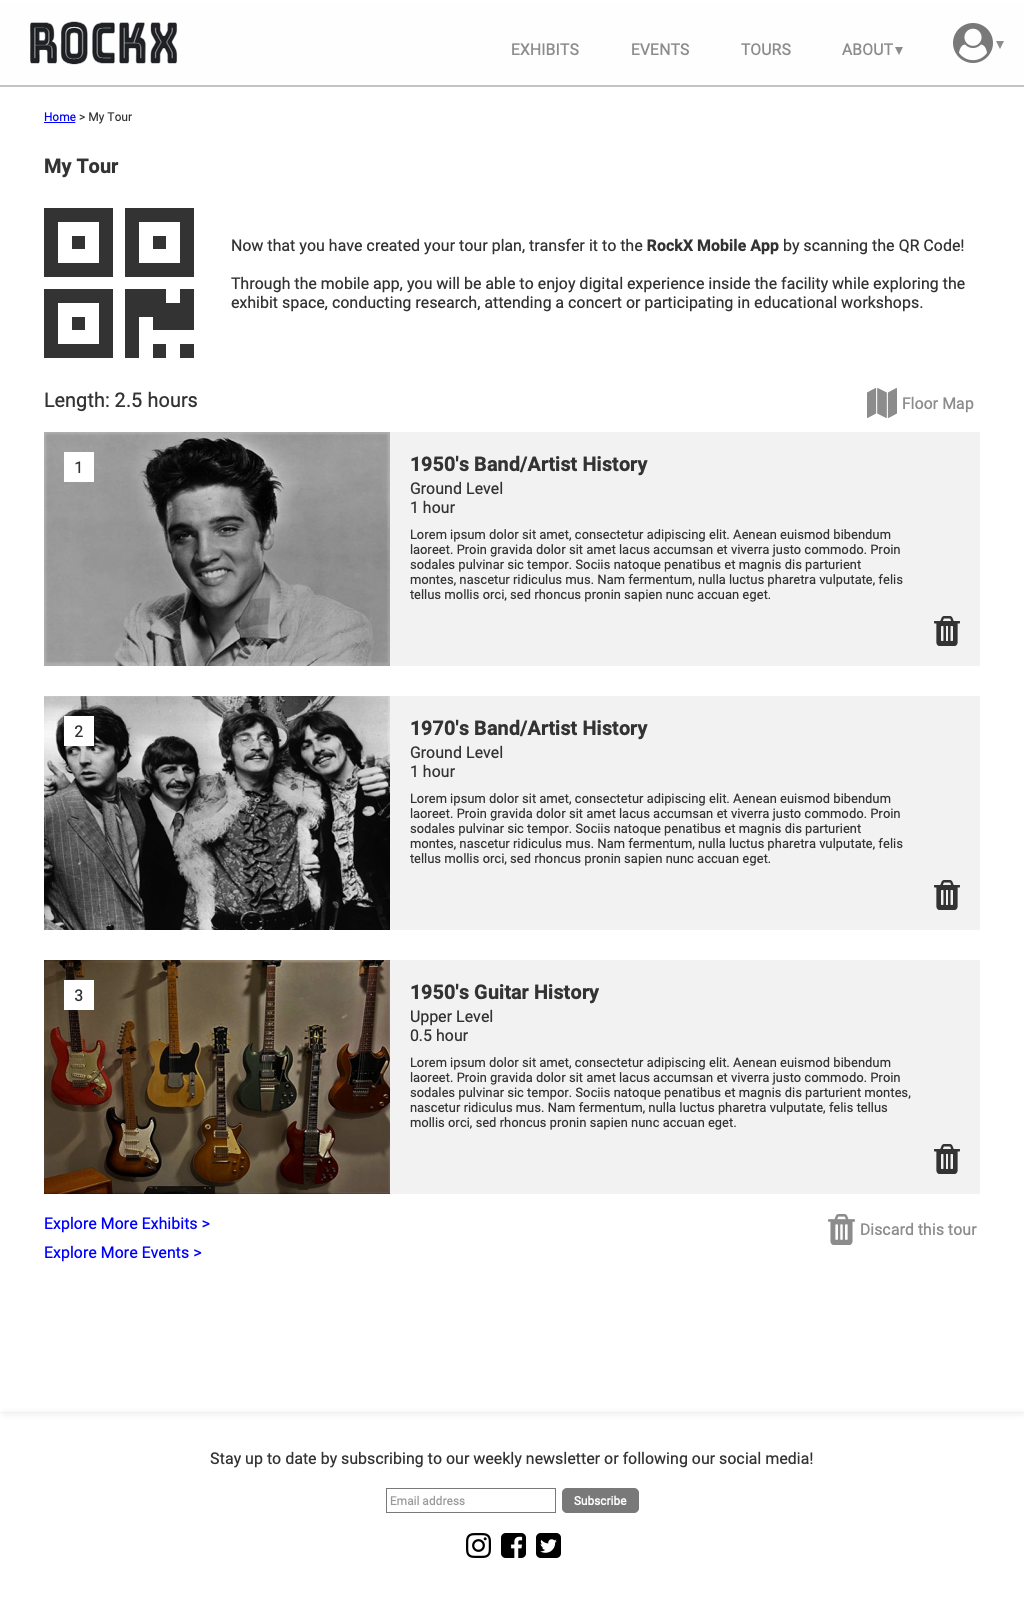 ROCKX
EXHIBITS EVENTS TOURS ABOUT▼ ▼
Home > My Tour
My Tour
Now that you have created your tour plan, transfer it to the RockX Mobile App by scanning the QR Code!
Through the mobile app, you will be able to enjoy digital experience inside the facility while exploring the
exhibit space, conducting research, attending a concert or participating in educational workshops.
Length: 2.5 hours
Floor Map
1
1950's Band/Artist History
Ground Level
1 hour
Lorem ipsum dolor sit amet, consectetur adipiscing elit. Aenean euismod bibendum
laoreet. Proin gravida dolor sit amet lacus accumsan et viverra justo commodo. Proin
sodales pulvinar sic tempor. Sociis natoque penatibus et magnis dis parturient
montes, nascetur ridiculus mus. Nam fermentum, nulla luctus pharetra vulputate, felis
tellus mollis orci, sed rhoncus pronin sapien nunc accuan eget.
2
1970's Band/Artist History
Ground Level
1 hour
Lorem ipsum dolor sit amet, consectetur adipiscing elit. Aenean euismod bibendum
laoreet. Proin gravida dolor sit amet lacus accumsan et viverra justo commodo. Proin
sodales pulvinar sic tempor. Sociis natoque penatibus et magnis dis parturient
montes, nascetur ridiculus mus. Nam fermentum, nulla luctus pharetra vulputate, felis
tellus mollis orci, sed rhoncus pronin sapien nunc accuan eget.
3
1950's Guitar History
Upper Level
0.5 hour
Lorem ipsum dolor sit amet, consectetur adipiscing elit. Aenean euismod bibendum
laoreet. Proin gravida dolor sit amet lacus accumsan et viverra justo commodo. Proin
sodales pulvinar sic tempor. Sociis natoque penatibus et magnis dis parturient montes,
nascetur ridiculus mus. Nam fermentum, nulla luctus pharetra vulputate, felis tellus
mollis orci, sed rhoncus pronin sapien nunc accuan eget.
Explore More Exhibits >
Explore More Events >
Discard this tour
Stay up to date by subscribing to our weekly newsletter or following our social media!
Email address
Subscribe